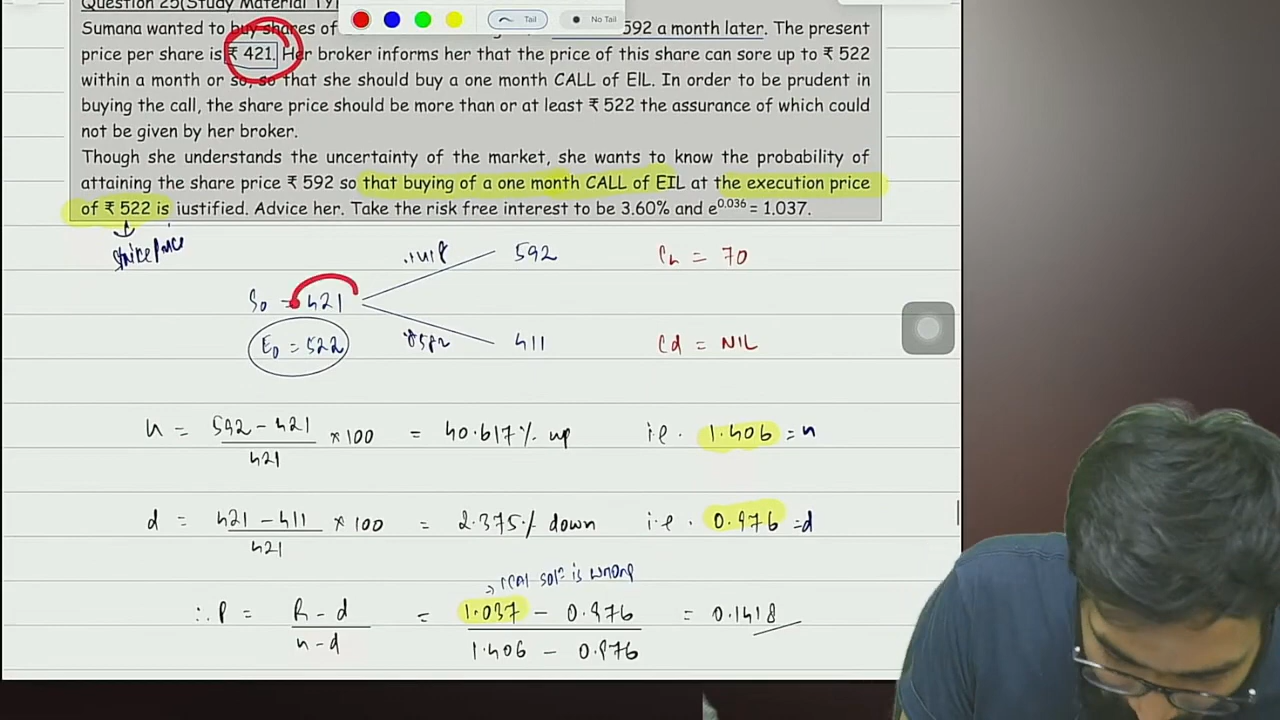 Question 25(Study Material TY
Tail
No Tail
Sumana wanted to buy shares of 592 a month later. The present
price per share is ₹ 421. Her broker informs her that the price of this share can sore up to ₹ 522
within a month or so, so that she should buy a one month CALL of EIL. In order to be prudent in
buying the call, the share price should be more than or at least ₹ 522 the assurance of which could
not be given by her broker.
Though she understands the uncertainty of the market, she wants to know the probability of
attaining the share price ₹ 592 so that buying of a one month CALL of EIL at the execution price
of ₹ 522 is justified. Advice her. Take the risk free interest to be 3.60% and e^0.036 = 1.037.
strike Price
.1418 592 Cu = 70
S0 = 421
E0 = 522 .8582 411 Cd = NIL
u = 592 - 421 / 421 * 100 = 40.617% up i.e. 1.406 = u
d = 421 - 411 / 421 * 100 = 2.375% down i.e. 0.976 = d
real sol^n is wrong
∴ P = R - d / u - d = 1.037 - 0.976 / 1.406 - 0.976 = 0.1418